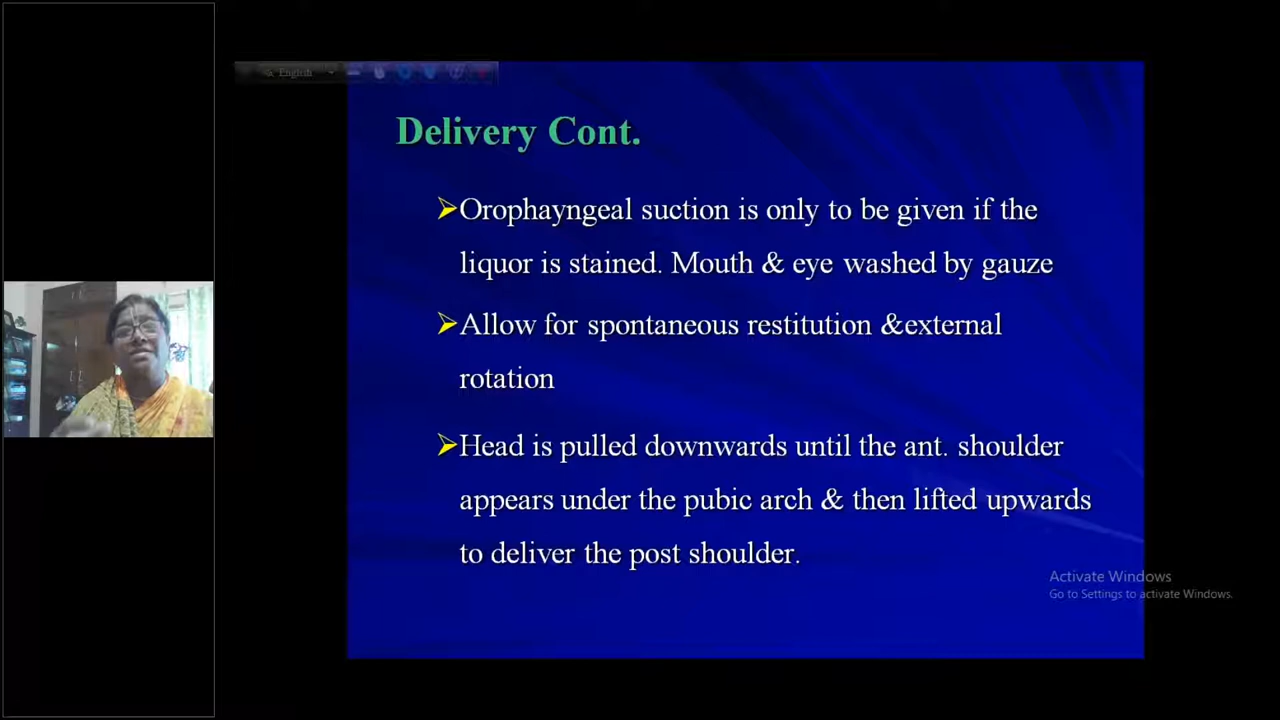 English
Delivery Cont.
➢Orophayngeal suction is only to be given if the
liquor is stained. Mouth & eye washed by gauze
➢Allow for spontaneous restitution &external
rotation
➢Head is pulled downwards until the ant. shoulder
appears under the pubic arch & then lifted upwards
to deliver the post shoulder.
Activate Windows
Go to Settings to activate Windows.